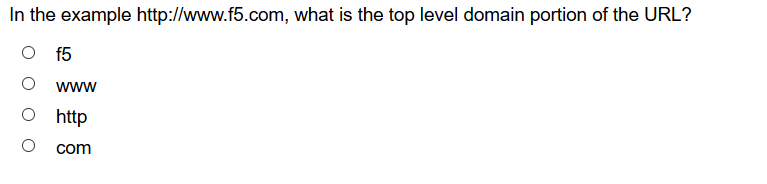 In the example http://www.f5.com, what is the top level domain portion of the URL?
f5
www
http
com